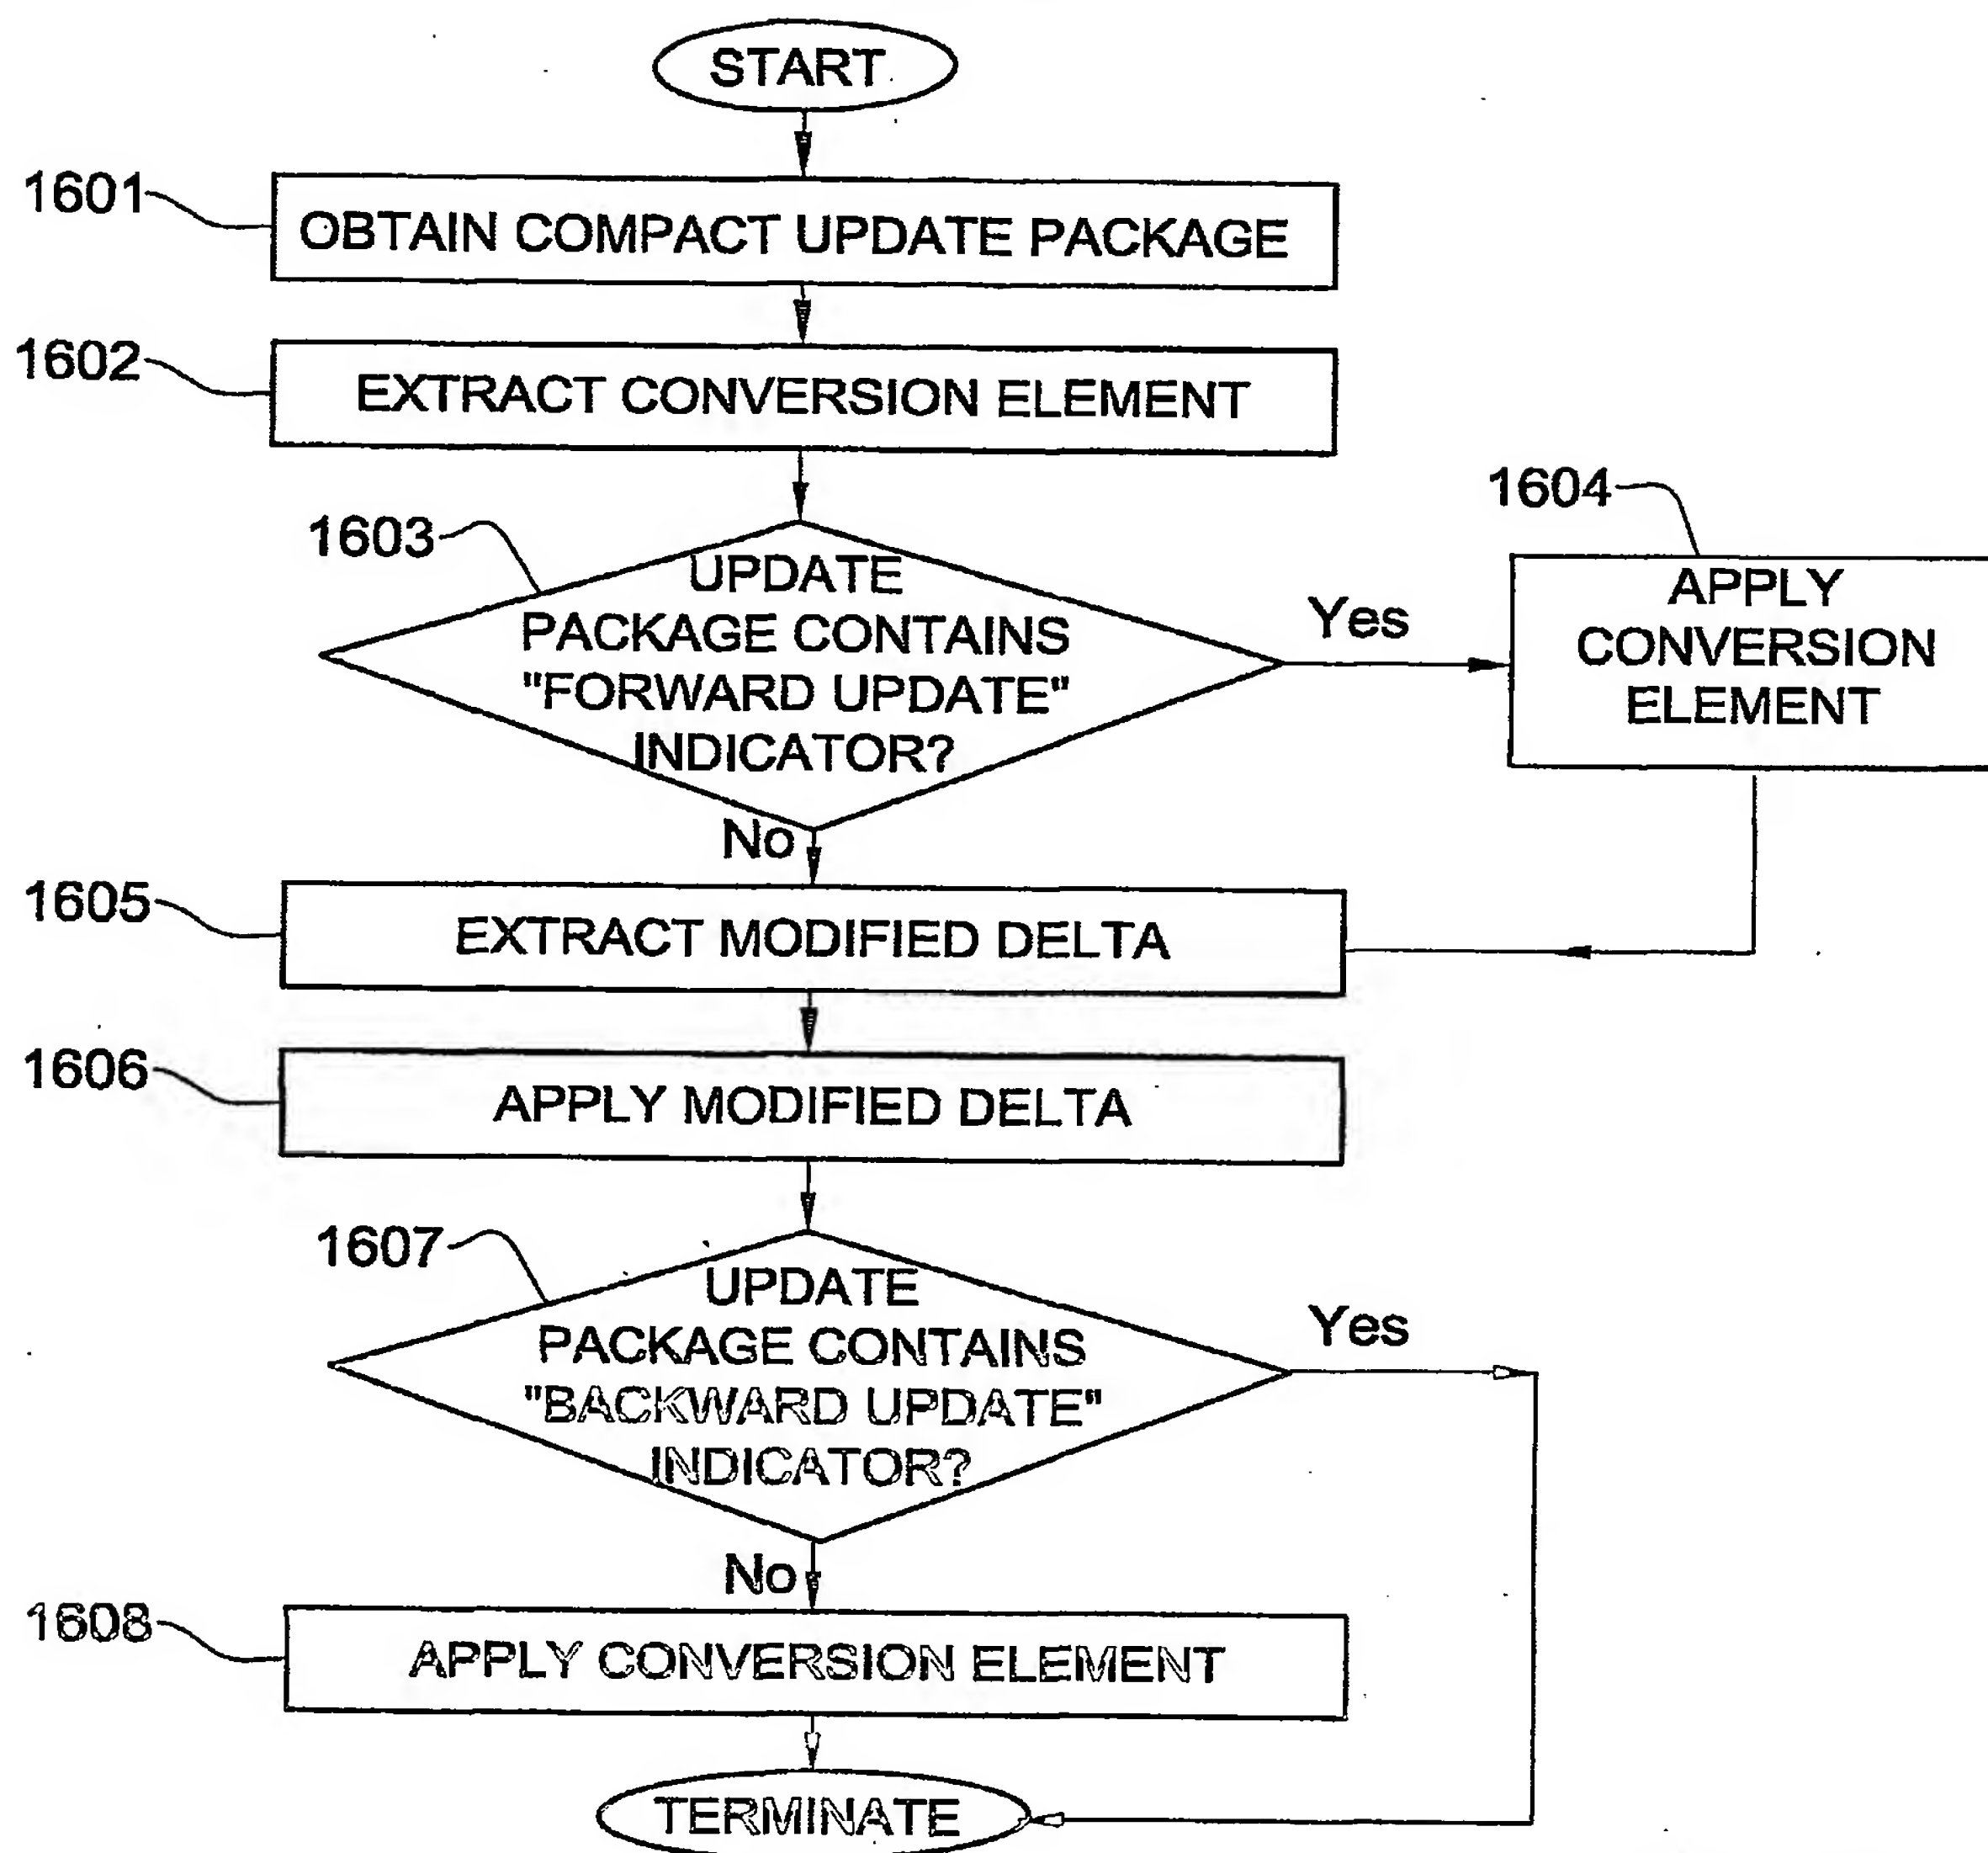 START
1601
OBTAIN COMPACT UPDATE PACKAGE
1602
EXTRACT CONVERSION ELEMENT
1603
UPDATE
PACKAGE CONTAINS
"FORWARD UPDATE"
INDICATOR?
Yes
1604
APPLY
CONVERSION
ELEMENT
No
1605
EXTRACT MODIFIED DELTA
1606
APPLY MODIFIED DELTA
1607
UPDATE
PACKAGE CONTAINS
"BACKWARD UPDATE"
INDICATOR?
Yes
No
1608
APPLY CONVERSION ELEMENT
TERMINATE